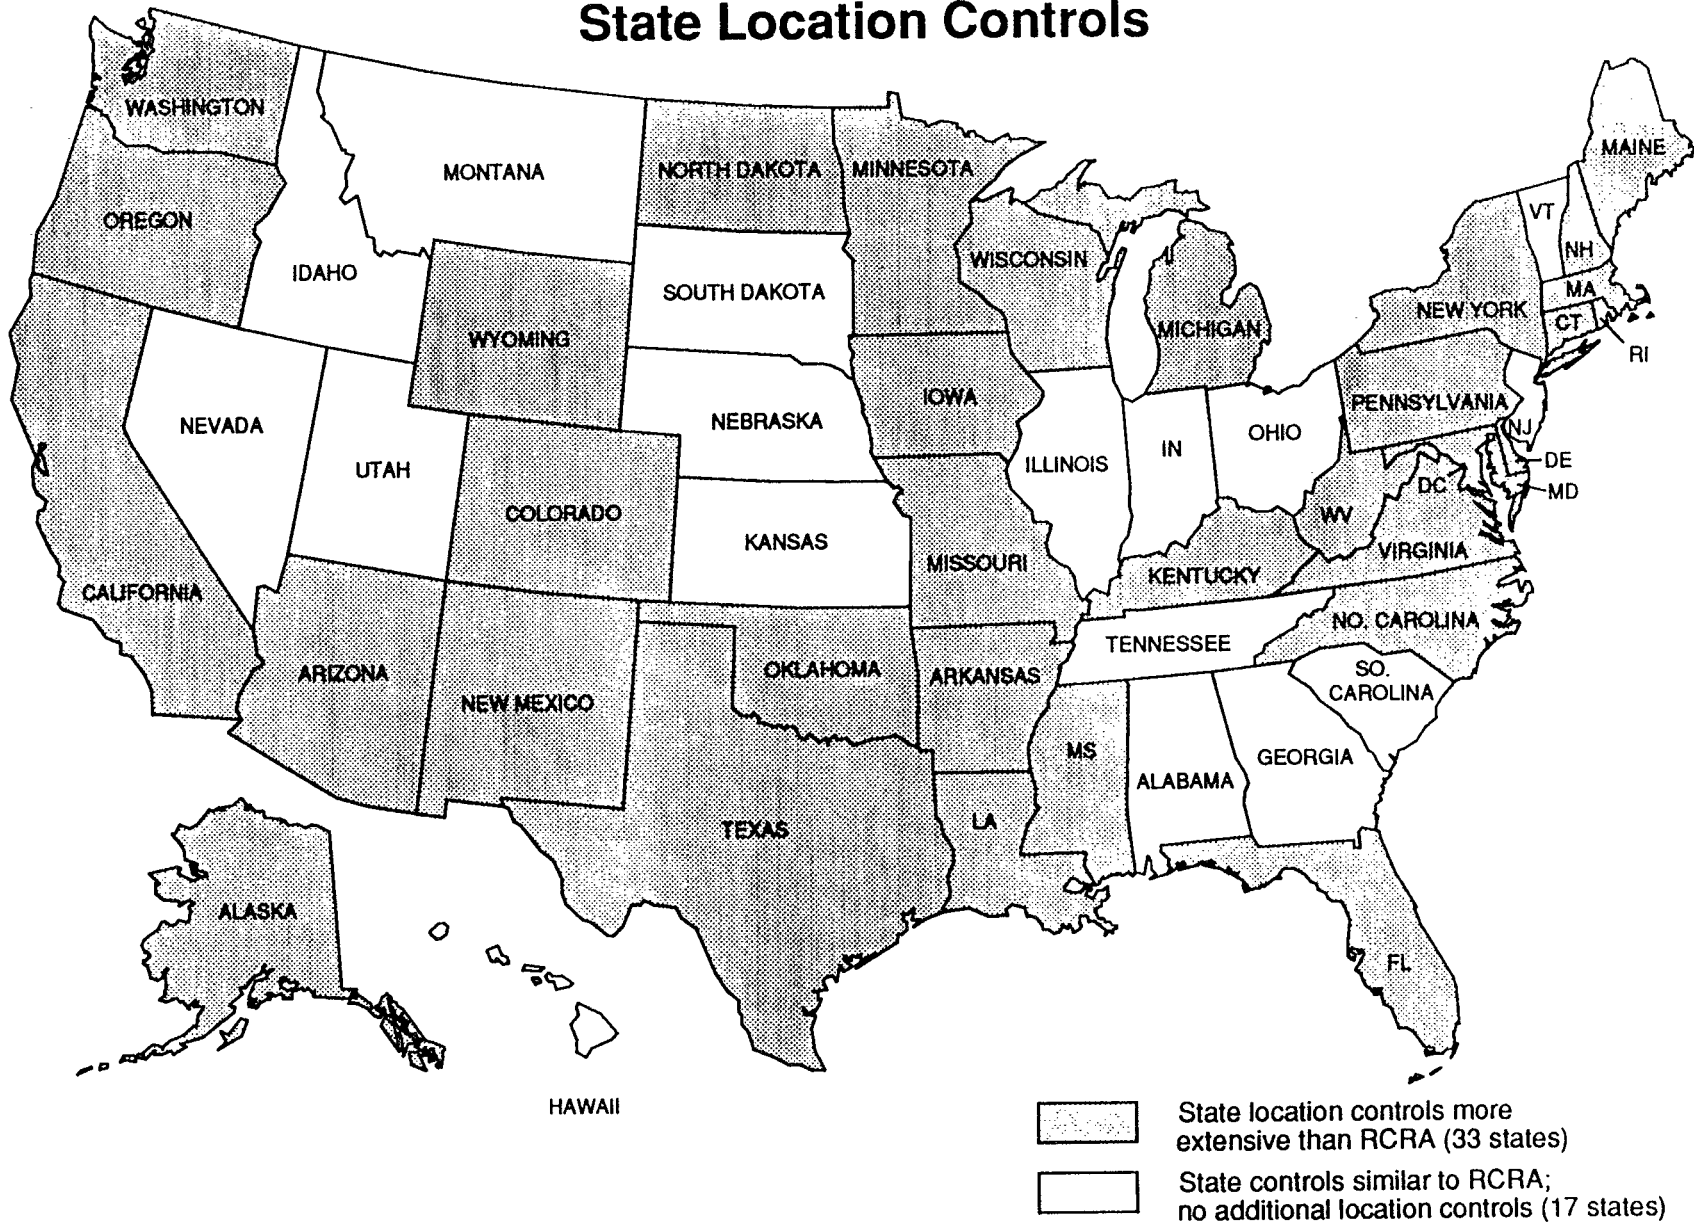 State Location Controls
WASHINGTON
MONTANA
NORTH DAKOTA
MINNESOTA
MAINE
OREGON
VT
NH
IDAHO
WISCONSIN
SOUTH DAKOTA
MA
NEW YORK
CT
WYOMING
MICHIGAN
RI
IOWA
PENNSYLVANIA
NEVADA
NEBRASKA
NJ
OHIO
UTAH
ILLINOIS
IN
DE
DC
MD
COLORADO
WV
KANSAS
VIRGINIA
MISSOURI
KENTUCKY
CALIFORNIA
NO. CAROLINA
TENNESSEE
ARIZONA
OKLAHOMA
ARKANSAS
SO.
CAROLINA
NEW MEXICO
MS
GEORGIA
ALABAMA
TEXAS
LA
ALASKA
FL
HAWAII
State location controls more
extensive than RCRA (33 states)
State controls similar to RCRA;
no additional location controls (17 states)